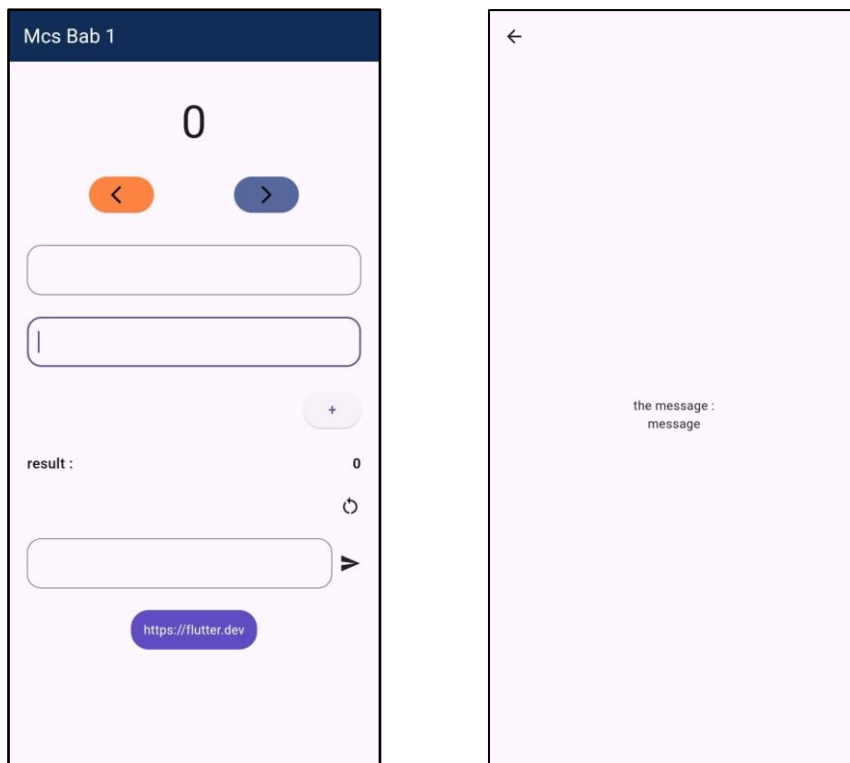 Mcs Bab 1
0
+
result : 0
https://flutter.dev
the message :
message